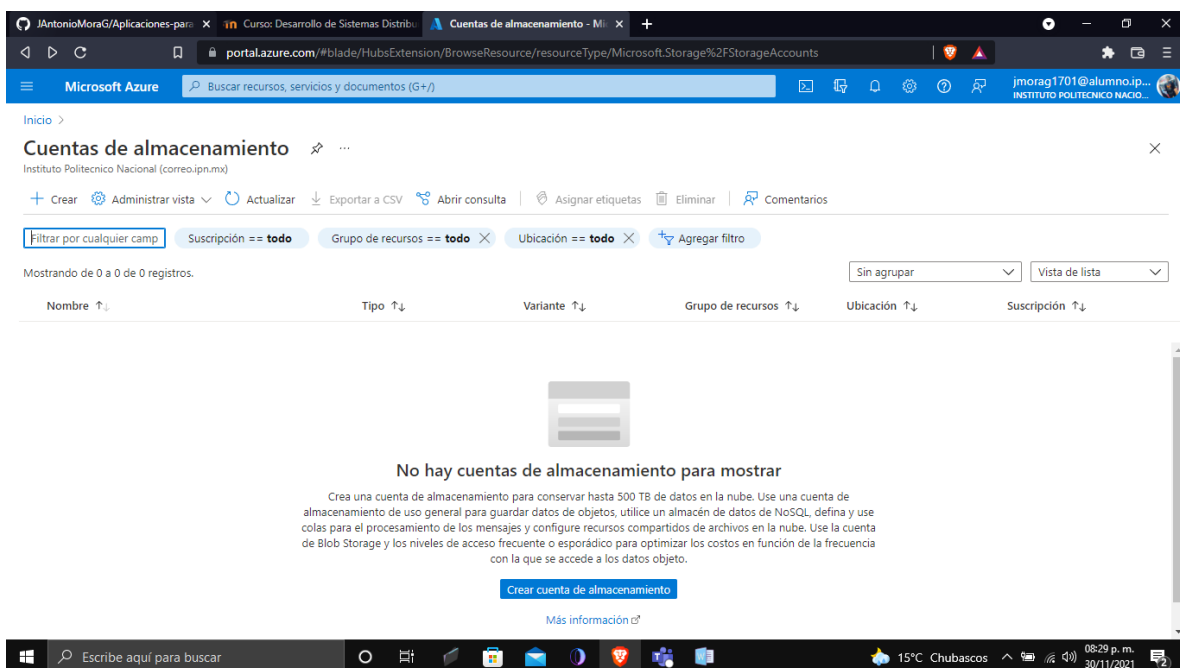 JAntonioMoraG/Aplicaciones-para
Curso: Desarrollo de Sistemas Distribu
Cuentas de almacenamiento - Mic
portal.azure.com/#blade/HubsExtension/BrowseResource/resourceType/Microsoft.Storage%2FStorageAccounts
Microsoft Azure
Buscar recursos, servicios y documentos (G+/)
jmorag1701@alumno.ip...
INSTITUTO POLITECNICO NACIO...
Inicio >
Cuentas de almacenamiento ...
Instituto Politecnico Nacional (correo.ipn.mx)
+ Crear Administrar vista Actualizar Exportar a CSV Abrir consulta Asignar etiquetas Eliminar Comentarios
Filtrar por cualquier camp Suscripción == todo Grupo de recursos == todo Ubicación == todo Agregar filtro
Mostrando de 0 a 0 de 0 registros.
Sin agrupar Vista de lista
Nombre ↑↓ Tipo ↑↓ Variante ↑↓ Grupo de recursos ↑↓ Ubicación ↑↓ Suscripción ↑↓
No hay cuentas de almacenamiento para mostrar
Crea una cuenta de almacenamiento para conservar hasta 500 TB de datos en la nube. Use una cuenta de
almacenamiento de uso general para guardar datos de objetos, utilice un almacén de datos de NoSQL, defina y use
colas para el procesamiento de los mensajes y configure recursos compartidos de archivos en la nube. Use la cuenta
de Blob Storage y los niveles de acceso frecuente o esporádico para optimizar los costos en función de la frecuencia
con la que se accede a los datos objeto.
Crear cuenta de almacenamiento
Más información
Escribe aquí para buscar
15°C Chubascos
08:29 p. m.
30/11/2021
2